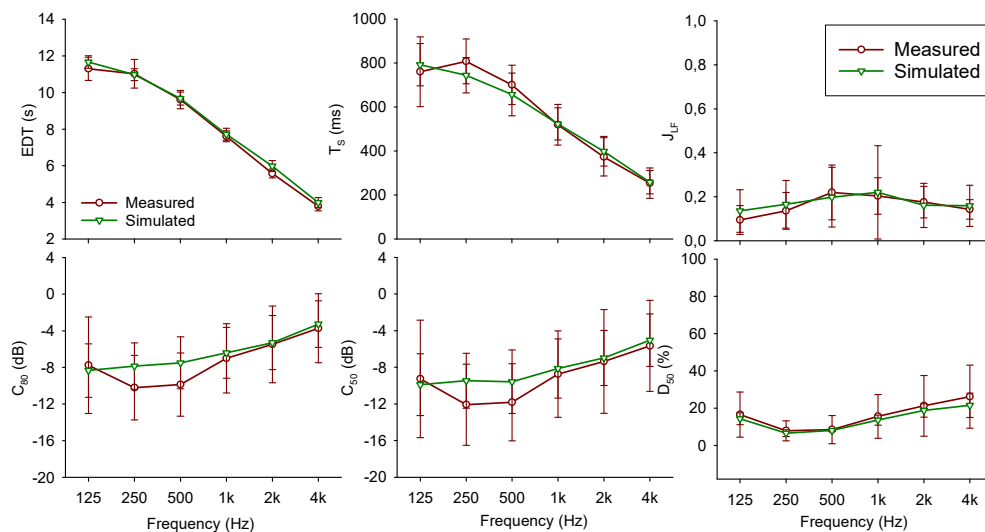 14
12
10
8
6
4
2
EDT (s)
Measured
Simulated
1000
800
600
400
200
0
T_S (ms)
1,0
0,8
0,6
0,4
0,2
0,0
J_LF
Measured
Simulated
4
0
-4
-8
-12
-16
-20
C_80 (dB)
125 250 500 1k 2k 4k
Frequency (Hz)
4
0
-4
-8
-12
-16
-20
C_50 (dB)
125 250 500 1k 2k 4k
Frequency (Hz)
100
80
60
40
20
0
D_50 (%)
125 250 500 1k 2k 4k
Frequency (Hz)